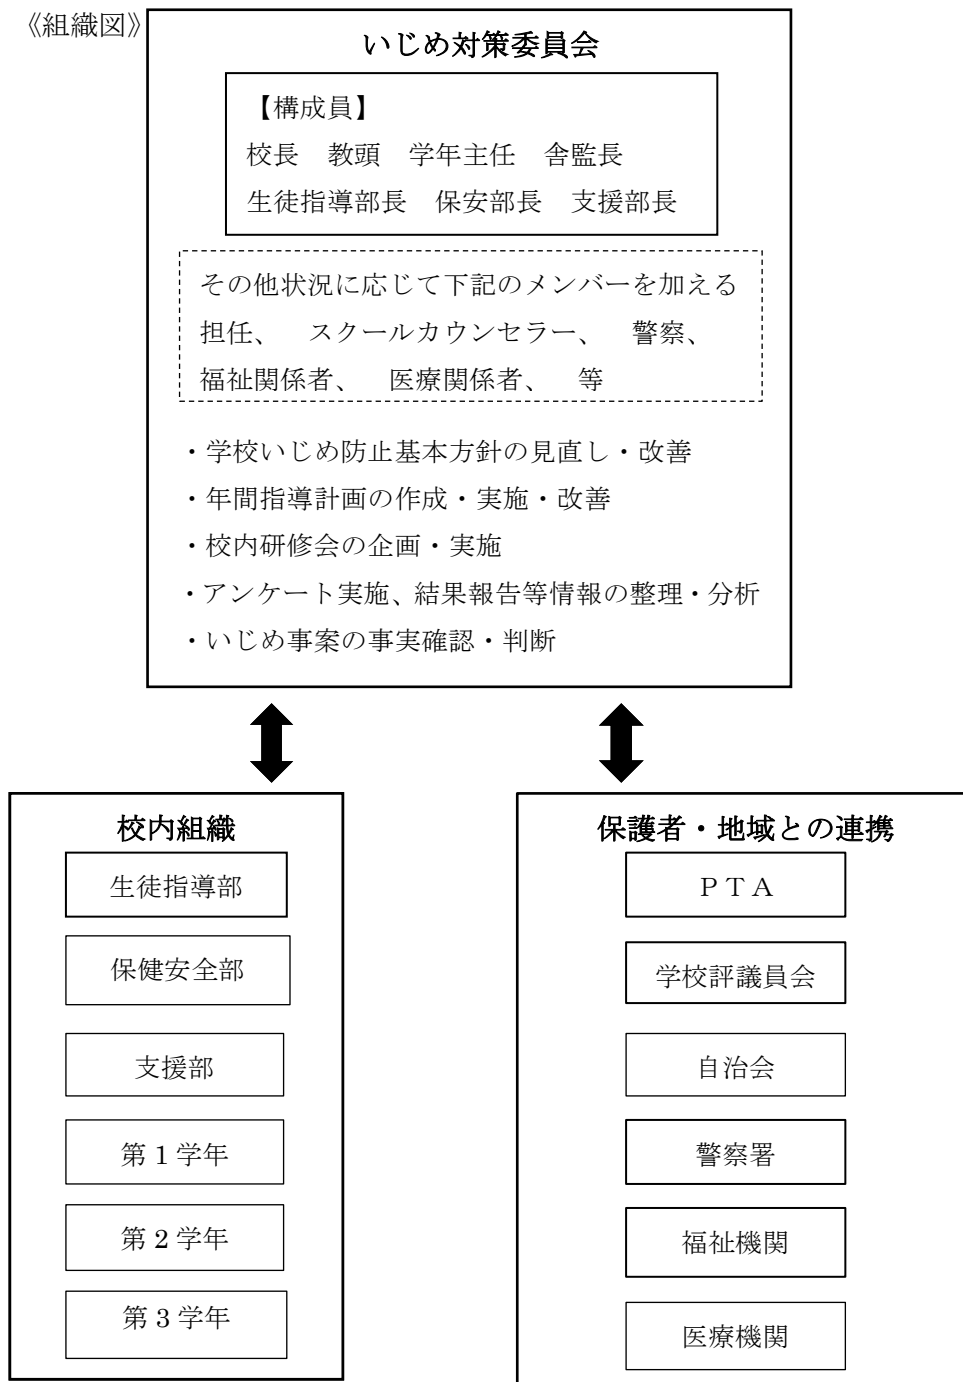 《組織図》
いじめ対策委員会
【構成員】
校長　教頭　学年主任　舎監長
生徒指導部長　保安部長　支援部長
その他状況に応じて下記のメンバーを加える
担任、　スクールカウンセラー、　警察、
福祉関係者、　医療関係者、　等
・学校いじめ防止基本方針の見直し・改善
・年間指導計画の作成・実施・改善
・校内研修会の企画・実施
・アンケート実施、結果報告等情報の整理・分析
・いじめ事案の事実確認・判断
校内組織
生徒指導部
保健安全部
支援部
第 1 学年
第 2 学年
第 3 学年
保護者・地域との連携
ＰＴＡ
学校評議員会
自治会
警察署
福祉機関
医療機関